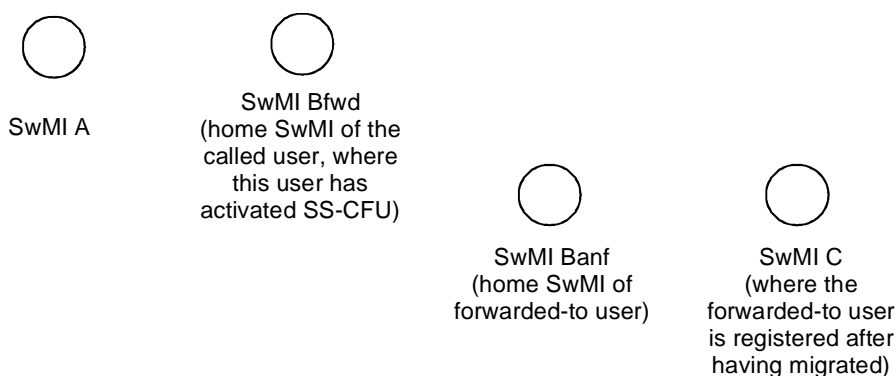 SwMI A
SwMI Bfwd
(home SwMI of the
called user, where
this user has
activated SS-CFU)
SwMI Banf
(home SwMI of
forwarded-to user)
SwMI C
(where the
forwarded-to user
is registered after
having migrated)